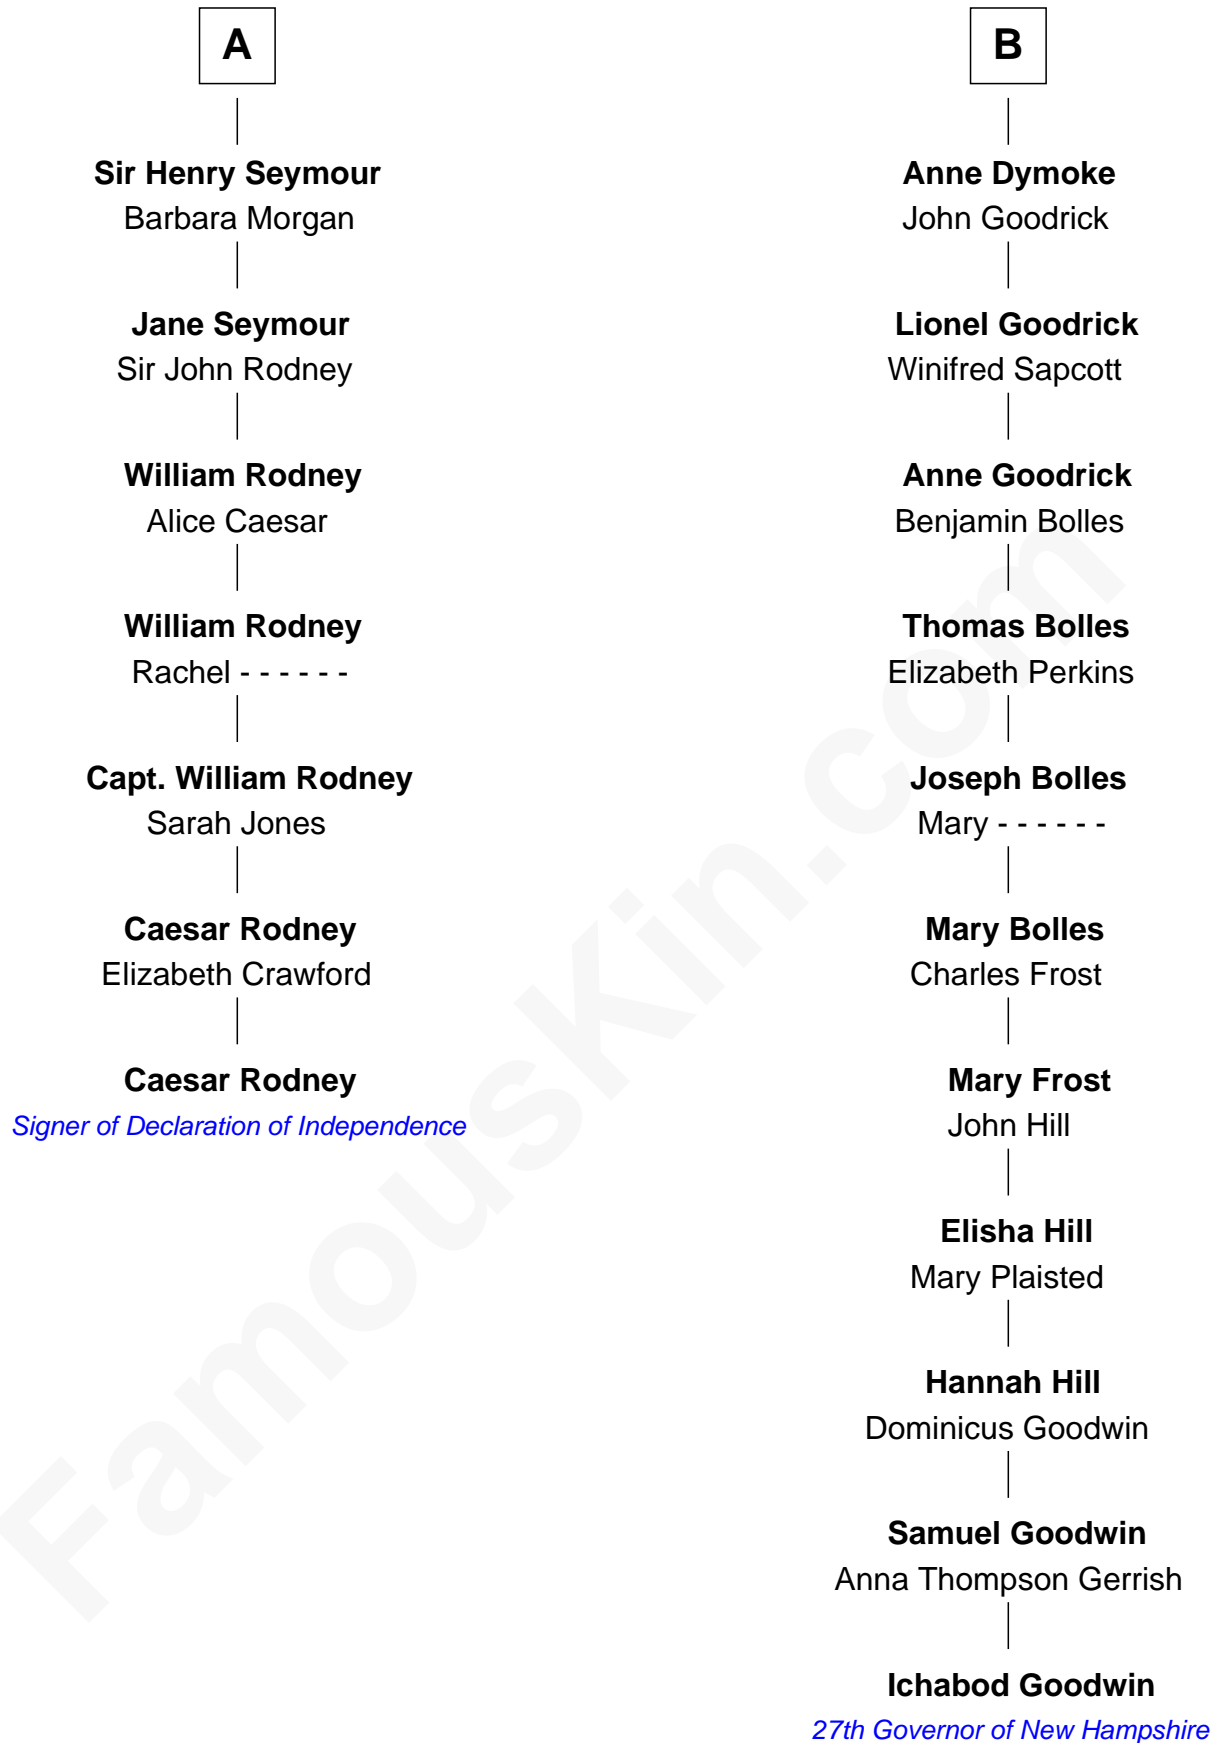 A
Sir Henry Seymour
Barbara Morgan
Jane Seymour
Sir John Rodney
William Rodney
Alice Caesar
William Rodney
Rachel - - - - - -
Capt. William Rodney
Sarah Jones
Caesar Rodney
Elizabeth Crawford
Caesar Rodney
Signer of Declaration of Independence
B
Anne Dymoke
John Goodrick
Lionel Goodrick
Winifred Sapcott
Anne Goodrick
Benjamin Bolles
Thomas Bolles
Elizabeth Perkins
Joseph Bolles
Mary - - - - - -
Mary Bolles
Charles Frost
Mary Frost
John Hill
Elisha Hill
Mary Plaisted
Hannah Hill
Dominicus Goodwin
Samuel Goodwin
Anna Thompson Gerrish
Ichabod Goodwin
27th Governor of New Hampshire
FamousKin.com